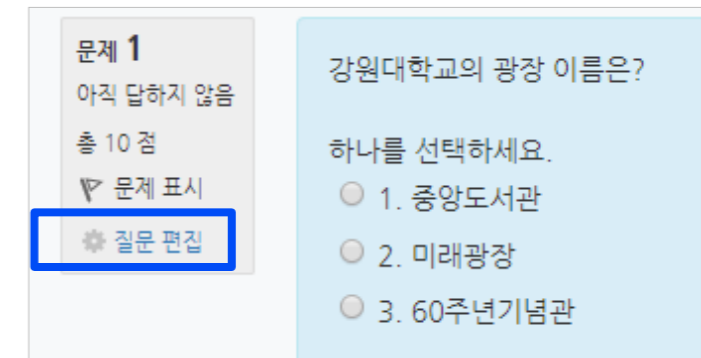 문제 1
아직 답하지 않음
총 10 점
문제 표시
질문 편집
강원대학교의 광장 이름은?
하나를 선택하세요.
1. 중앙도서관
2. 미래광장
3. 60주년기념관